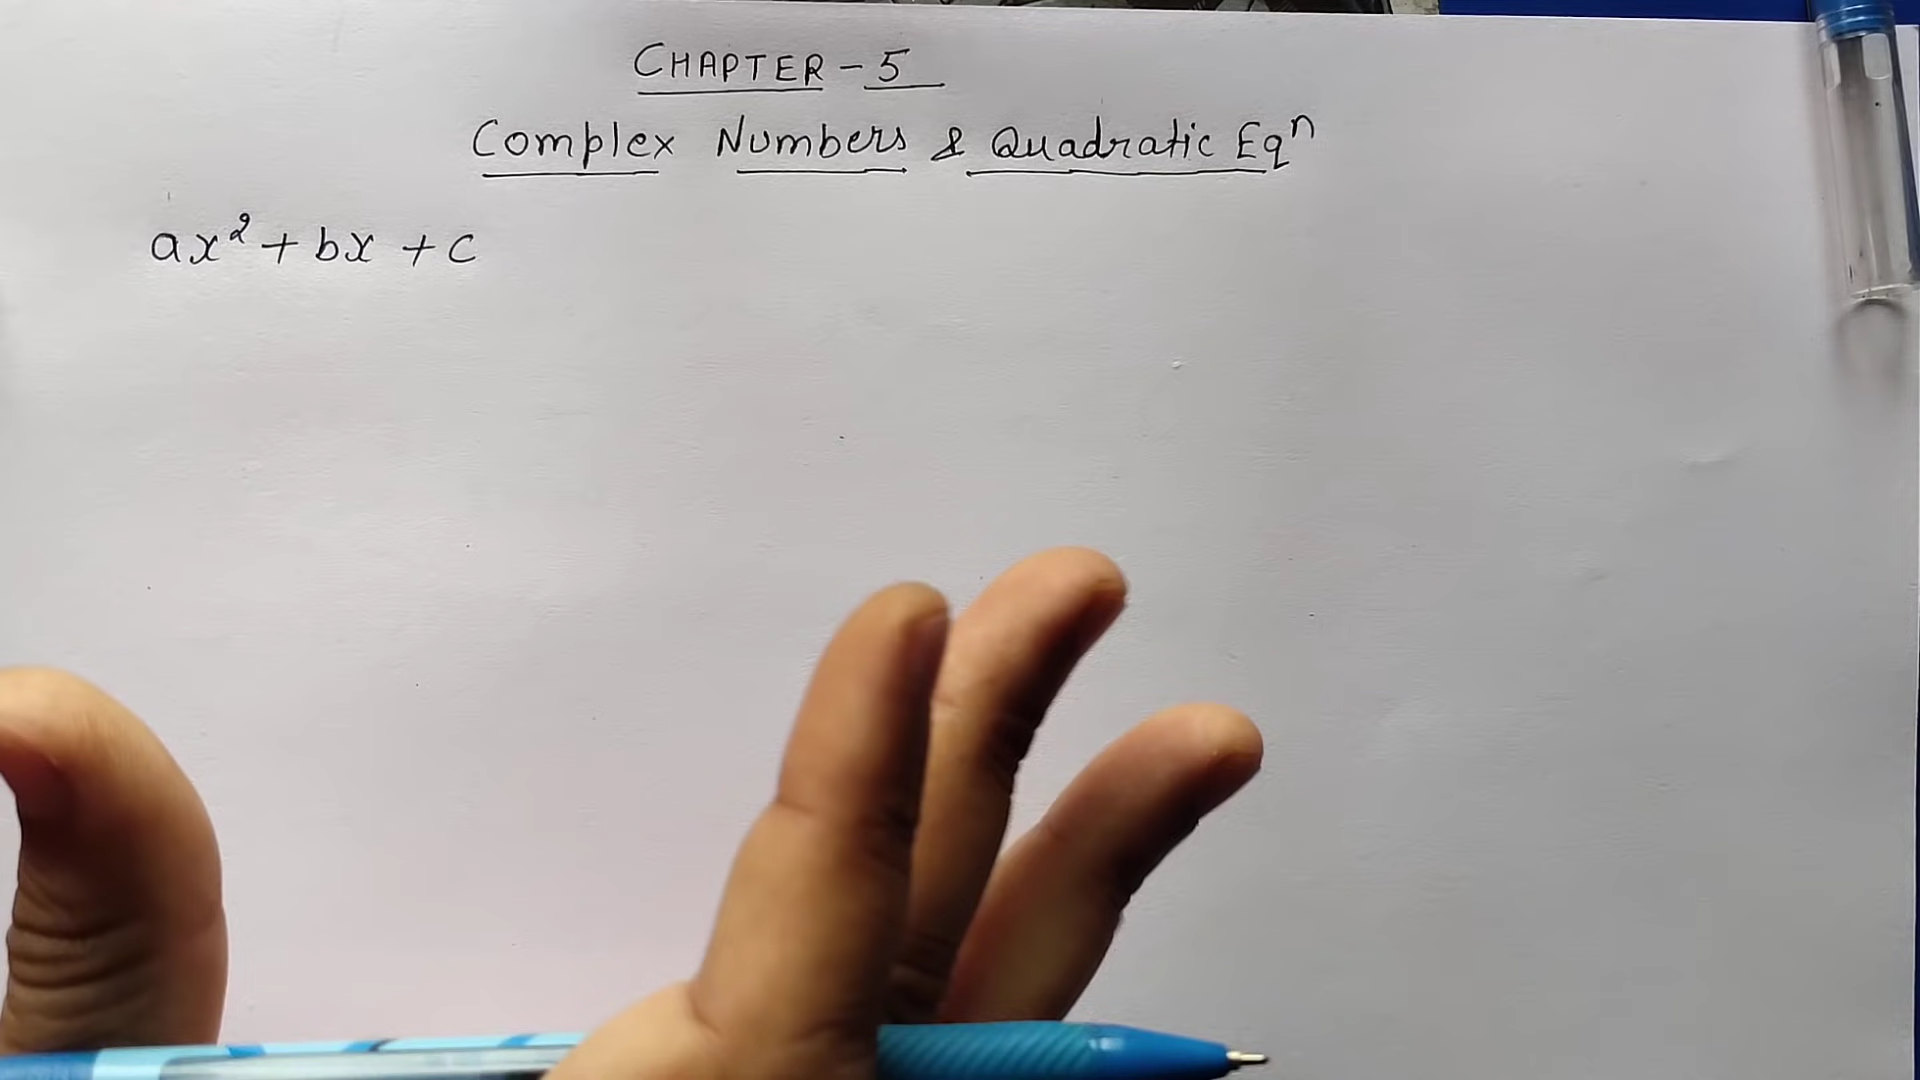 CHAPTER - 5
Complex Numbers & Quadratic Eqⁿ
ax² + bx + c